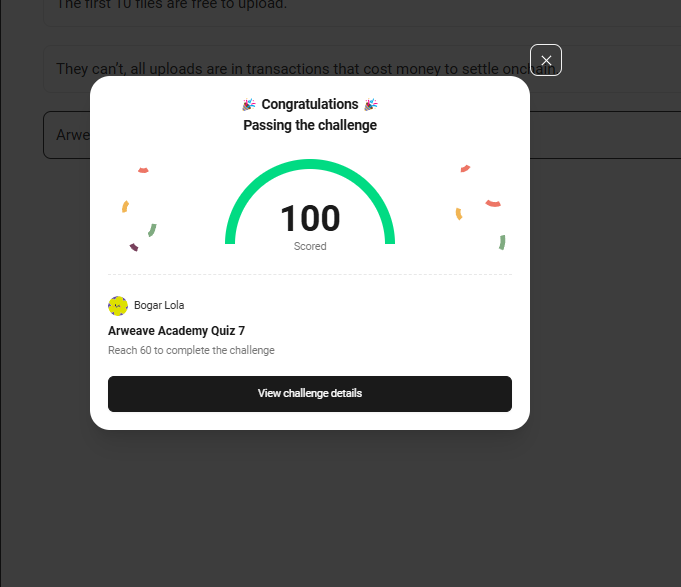 The first 10 files are free to upload.
They can't, all uploads are in transactions that cost money to settle onchain.
Arwe
🎉 Congratulations 🎉
Passing the challenge
100
Scored
Bogar Lola
Arweave Academy Quiz 7
Reach 60 to complete the challenge
View challenge details